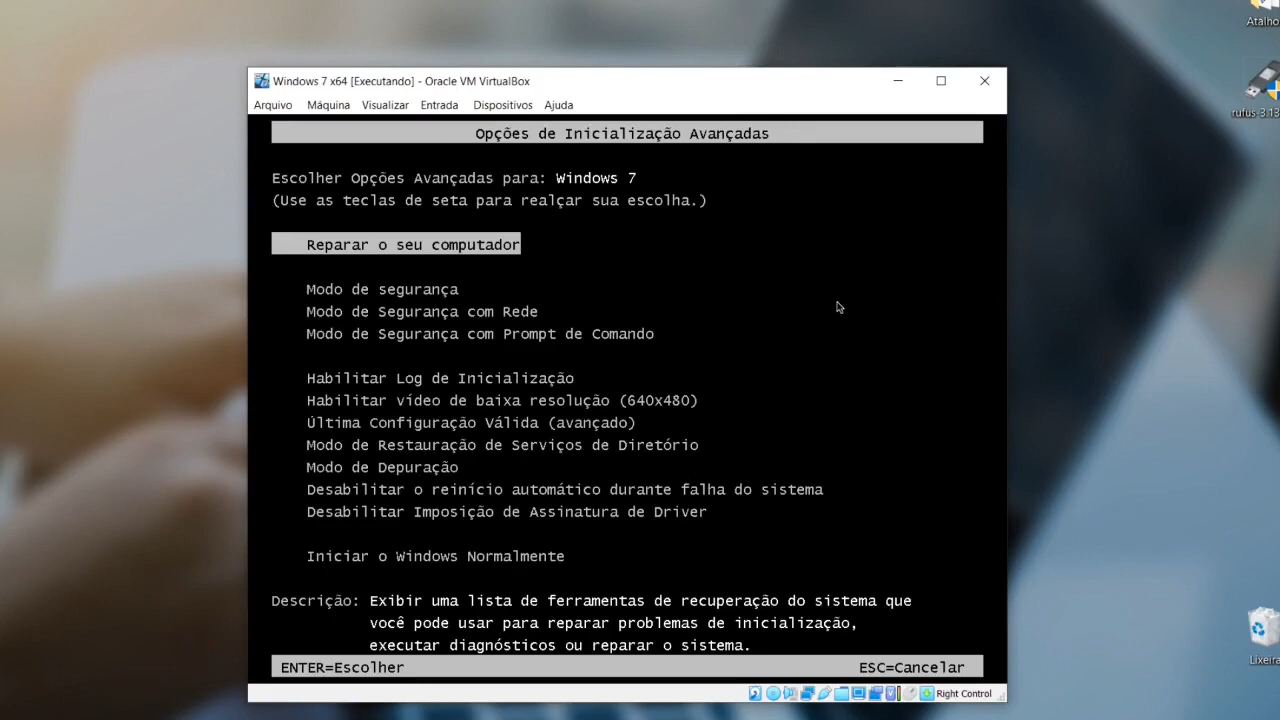 Atalho
rufus-3.13
Windows 7 x64 [Executando] - Oracle VM VirtualBox
Arquivo Máquina Visualizar Entrada Dispositivos Ajuda
Opções de Inicialização Avançadas
Escolher Opções Avançadas para: Windows 7
(Use as teclas de seta para realçar sua escolha.)
Reparar o seu computador
Modo de segurança
Modo de Segurança com Rede
Modo de Segurança com Prompt de Comando
Habilitar Log de Inicialização
Habilitar vídeo de baixa resolução (640x480)
Última Configuração Válida (avançado)
Modo de Restauração de Serviços de Diretório
Modo de Depuração
Desabilitar o reinício automático durante falha do sistema
Desabilitar Imposição de Assinatura de Driver
Iniciar o Windows Normalmente
Descrição: Exibir uma lista de ferramentas de recuperação do sistema que
você pode usar para reparar problemas de inicialização,
executar diagnósticos ou reparar o sistema.
ENTER=Escolher ESC=Cancelar
Right Control
Lixeira